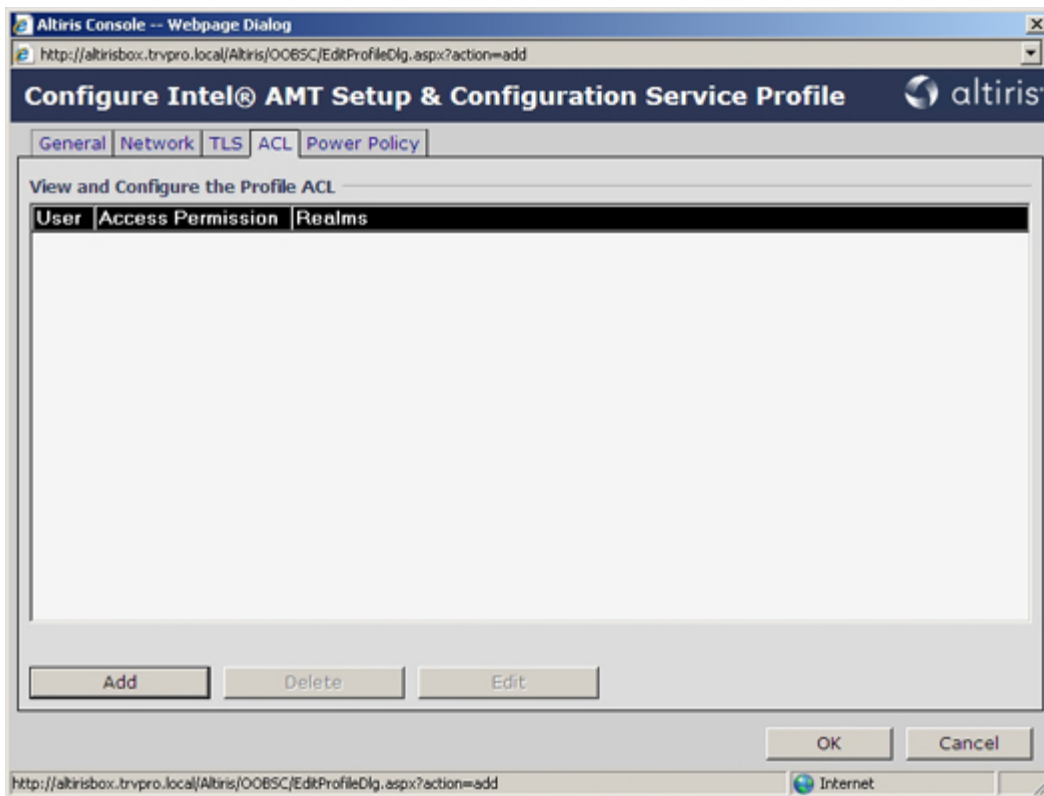 Altiris Console -- Webpage Dialog
http://altirisbox.trvpro.local/Altiris/OOBSC/EditProfileDlg.aspx?action=add
Configure Intel® AMT Setup & Configuration Service Profile altiris
General Network TLS ACL Power Policy
View and Configure the Profile ACL
User Access Permission Realms
Add Delete Edit
OK Cancel
http://altirisbox.trvpro.local/Altiris/OOBSC/EditProfileDlg.aspx?action=add Internet